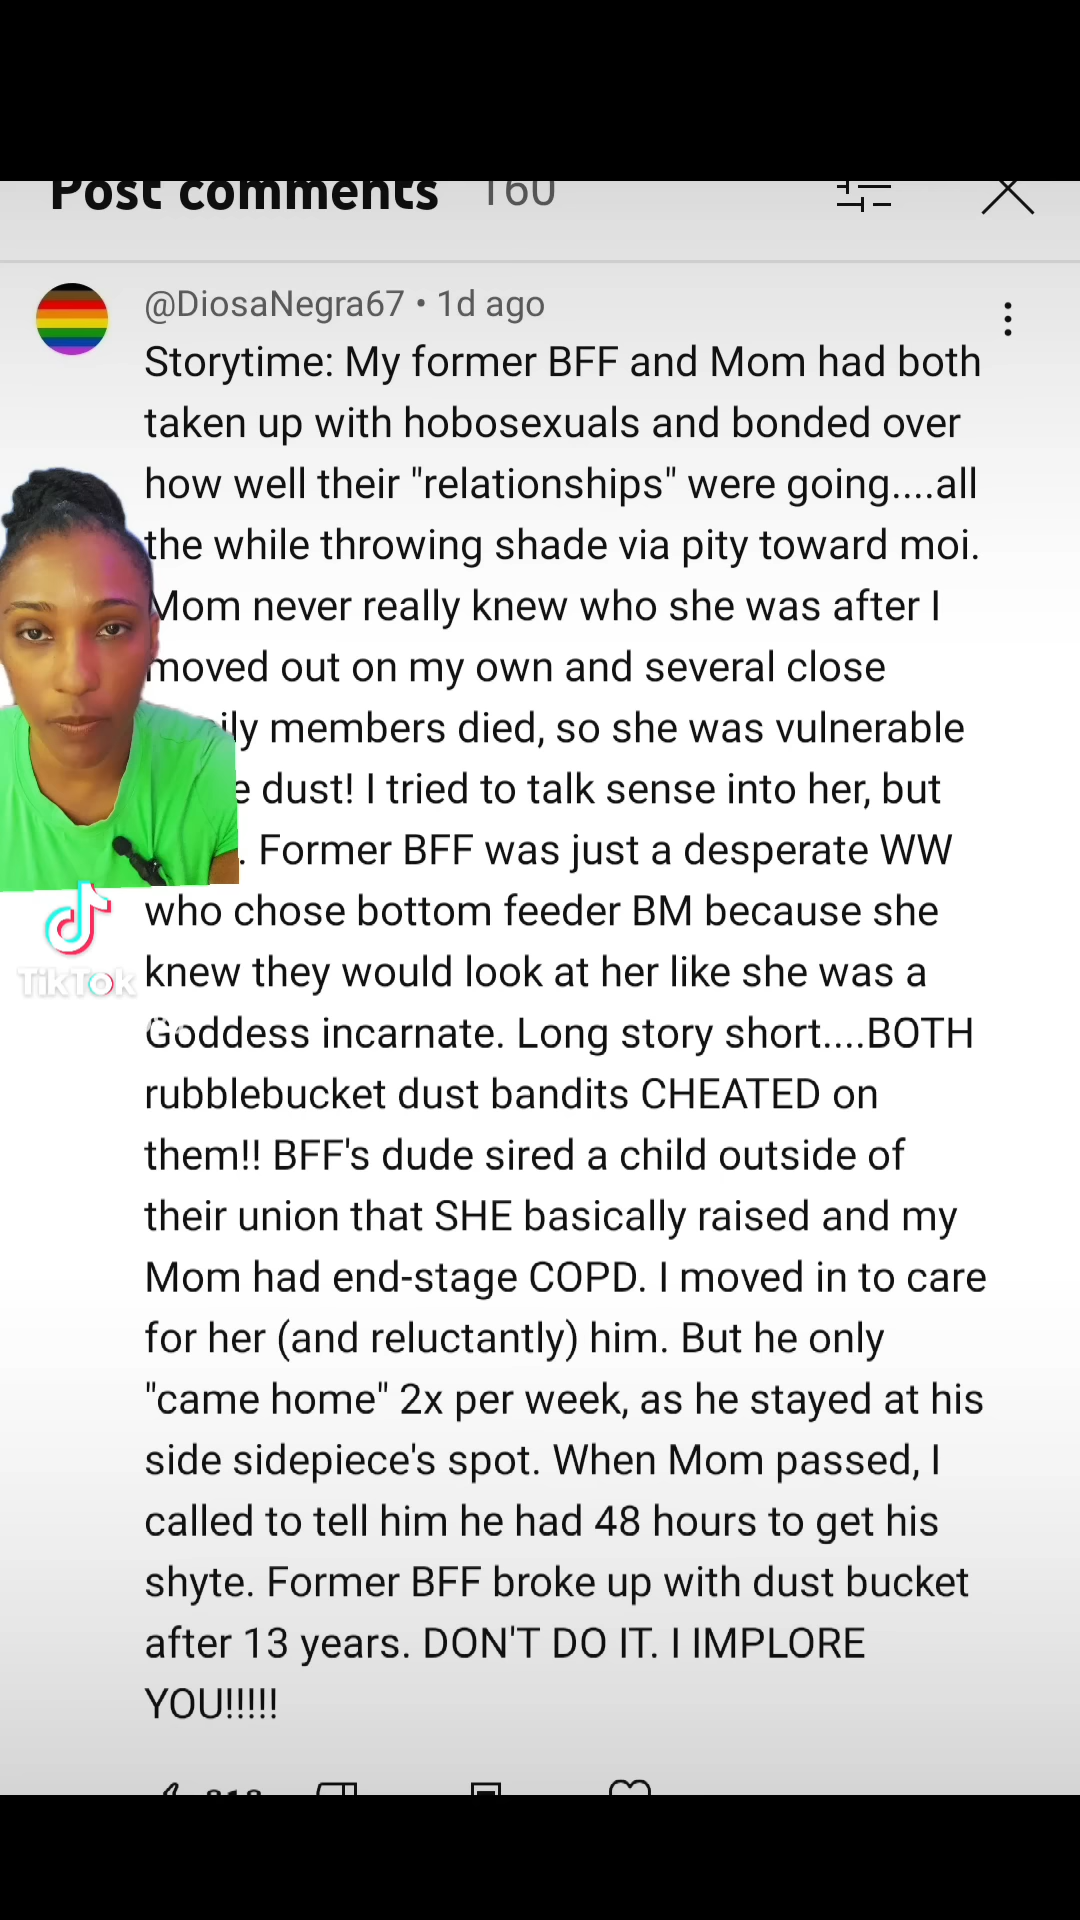 Post comments 160
@DiosaNegra67 • 1d ago
Storytime: My former BFF and Mom had both
taken up with hobosexuals and bonded over
how well their "relationships" were going....all
the while throwing shade via pity toward moi.
Mom never really knew who she was after I
moved out on my own and several close
ily members died, so she was vulnerable
e dust! I tried to talk sense into her, but
. Former BFF was just a desperate WW
who chose bottom feeder BM because she
knew they would look at her like she was a
Goddess incarnate. Long story short....BOTH
rubblebucket dust bandits CHEATED on
them!! BFF's dude sired a child outside of
their union that SHE basically raised and my
Mom had end-stage COPD. I moved in to care
for her (and reluctantly) him. But he only
"came home" 2x per week, as he stayed at his
side sidepiece's spot. When Mom passed, I
called to tell him he had 48 hours to get his
shyte. Former BFF broke up with dust bucket
after 13 years. DON'T DO IT. I IMPLORE
YOU!!!!!
TikTok